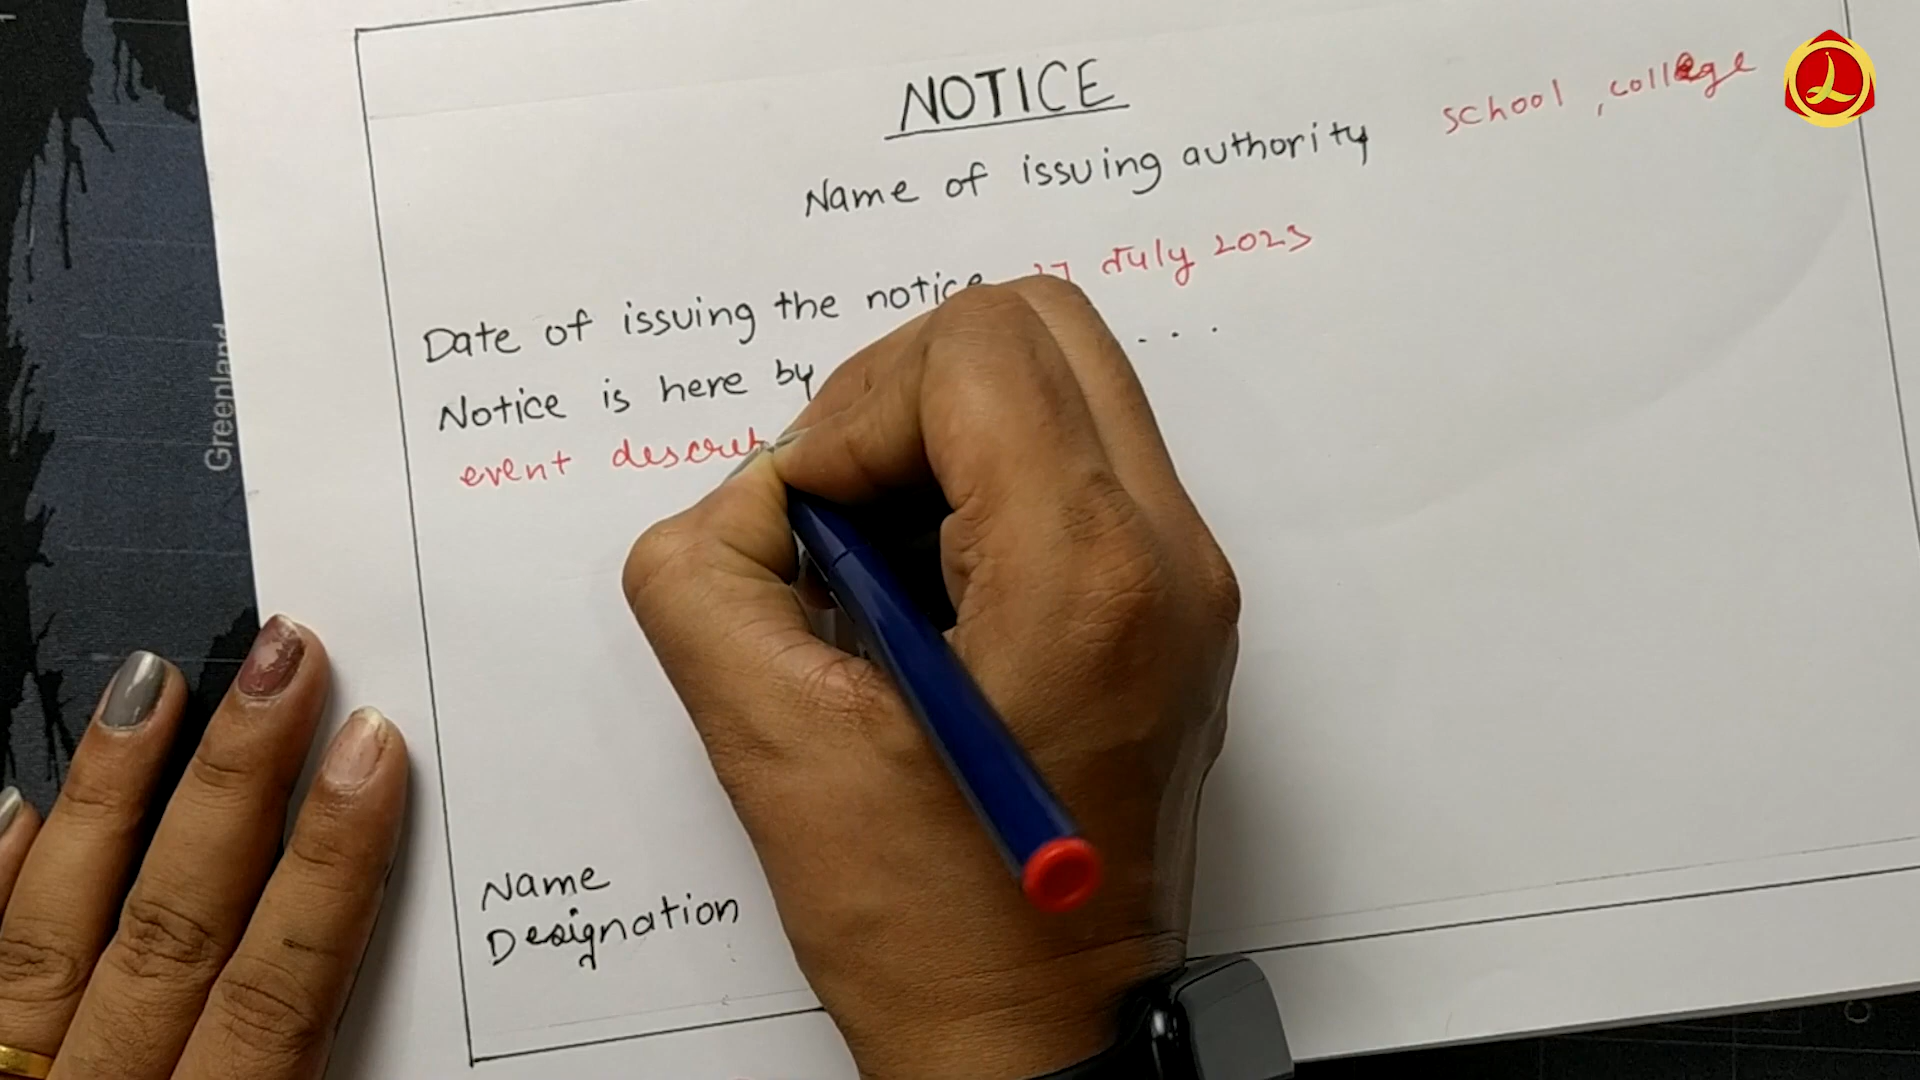 NOTICE
school , college
Name of issuing authority
Date of issuing the notice 27 July 2023
Notice is here by . . .
event
Name
Designation
Greenland
L